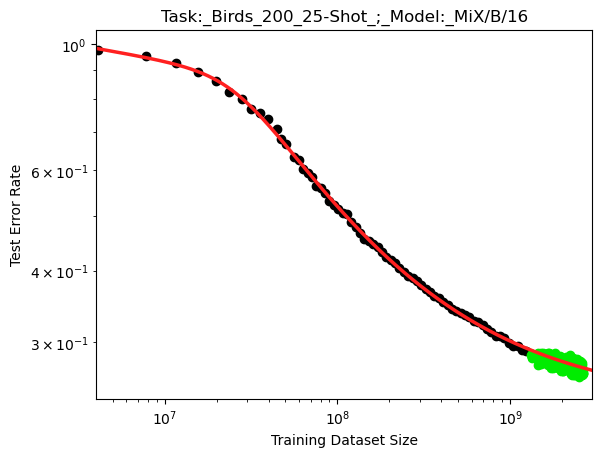 Task:_Birds_200_25-Shot_;_Model:_MiX/B/16
10⁰
6 × 10⁻¹
4 × 10⁻¹
3 × 10⁻¹
Test Error Rate
10⁷
10⁸
10⁹
Training Dataset Size